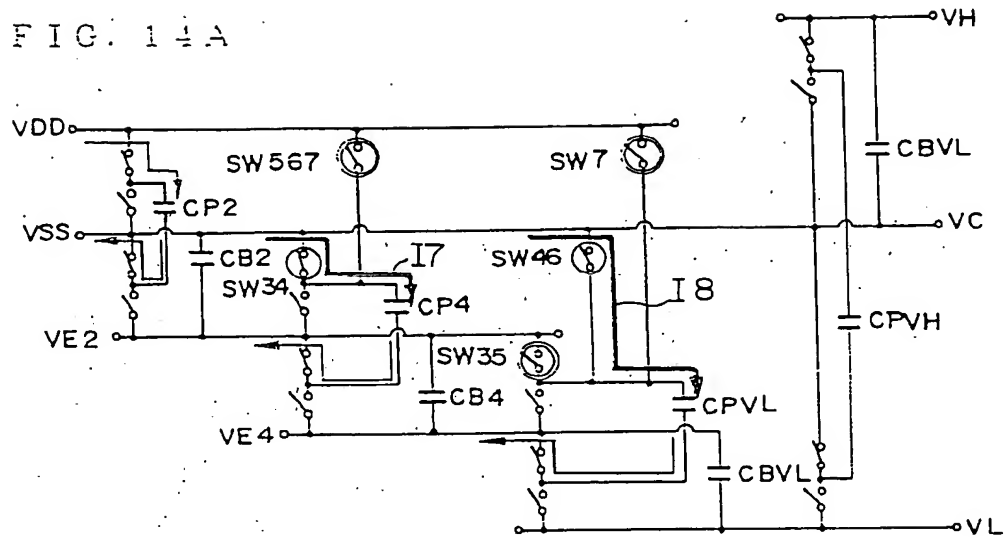 FIG. 14A
VH
VDD
SW567
SW7
CBVL
CP2
VSS
VC
CB2
I7
SW46
SW34
CP4
I8
CPVH
VE2
SW35
CB4
CPVL
VE4
CBVL
VL